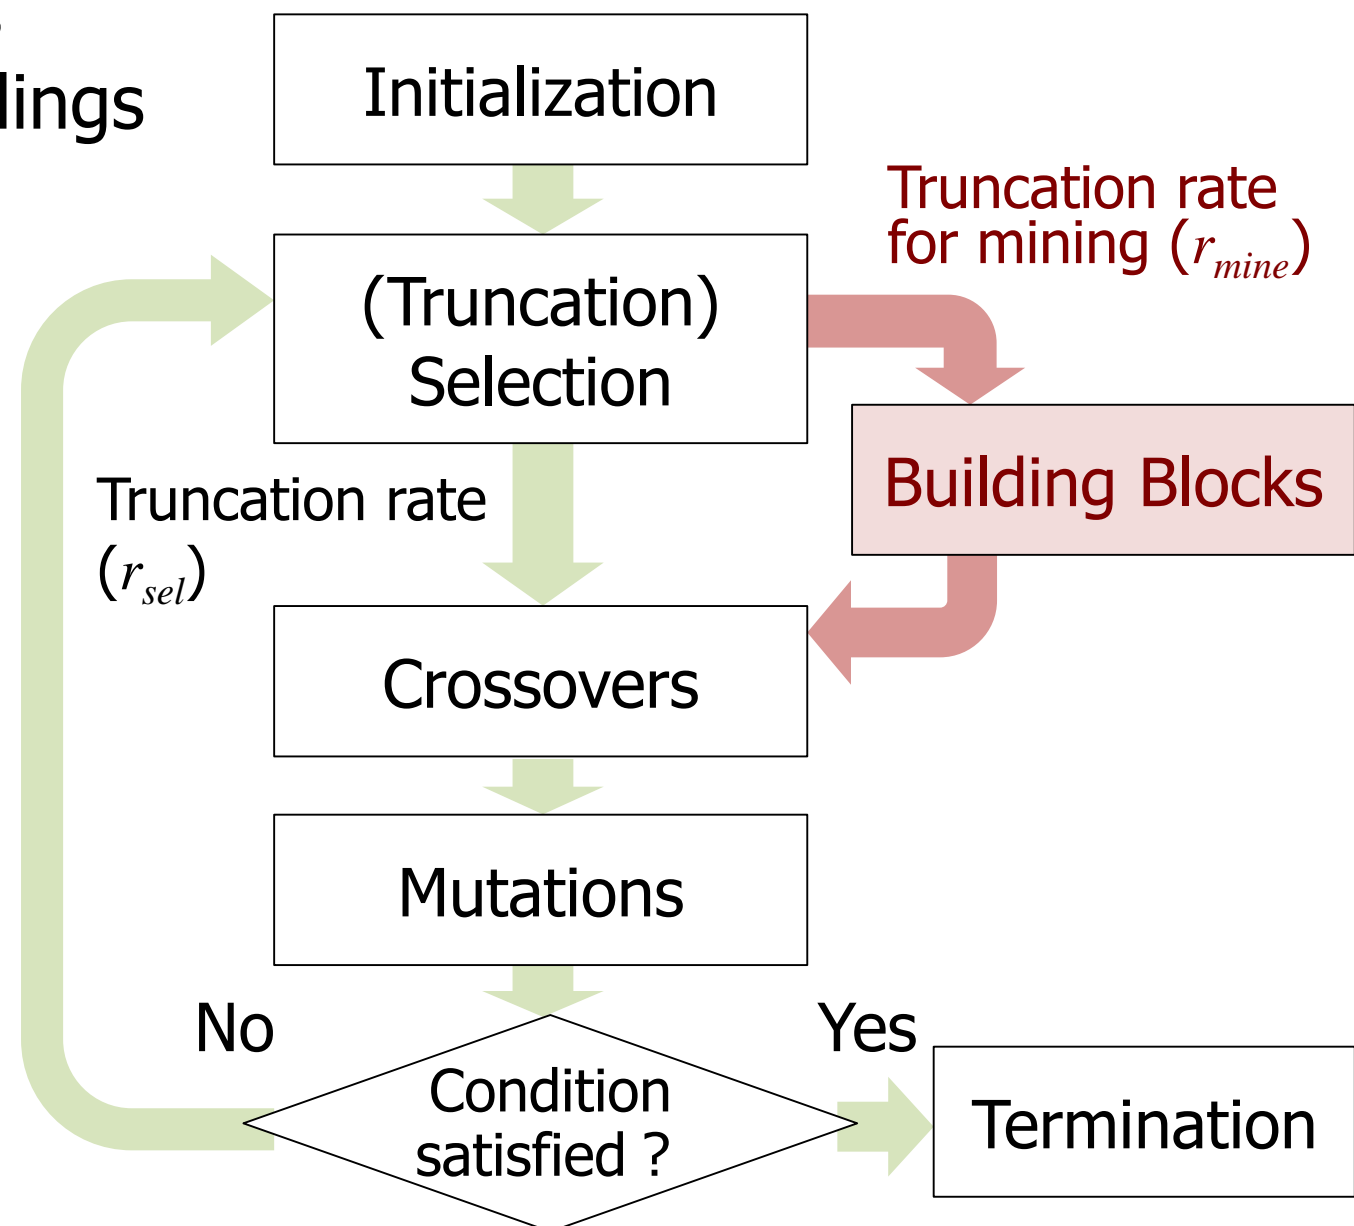 Initialization
Truncation rate
for mining (r_mine)
(Truncation)
Selection
Building Blocks
Truncation rate
(r_sel)
Crossovers
Mutations
No
Yes
Condition
satisfied ?
Termination